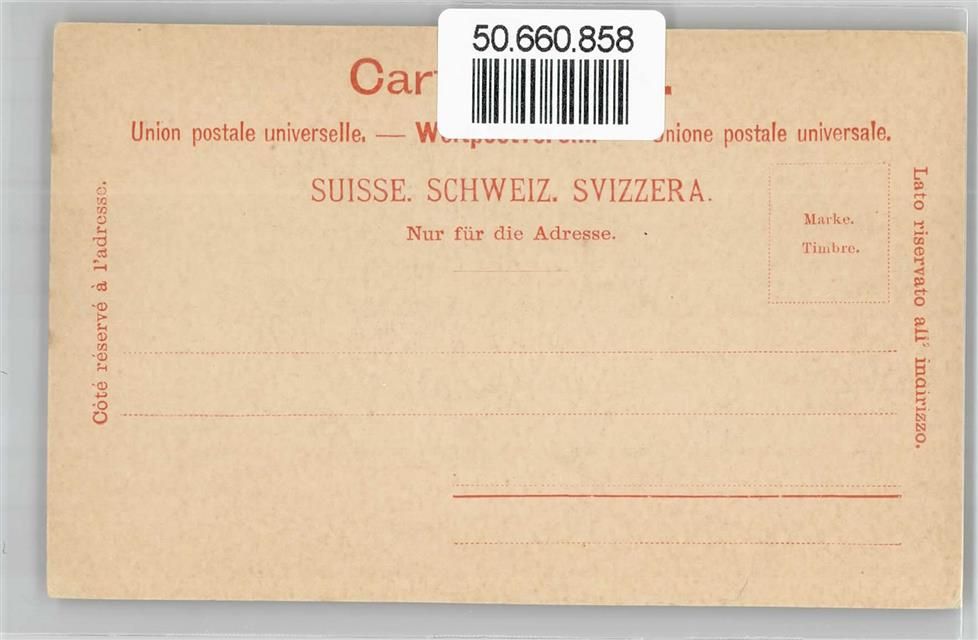 50.660.858
Union postale universelle. — Weltpostverein. — Unione postale universale.
SUISSE. SCHWEIZ. SVIZZERA.
Nur für die Adresse.
Marke.
Timbre.
Côté réservé à l'adresse.
Lato riservato all' indirizzo.